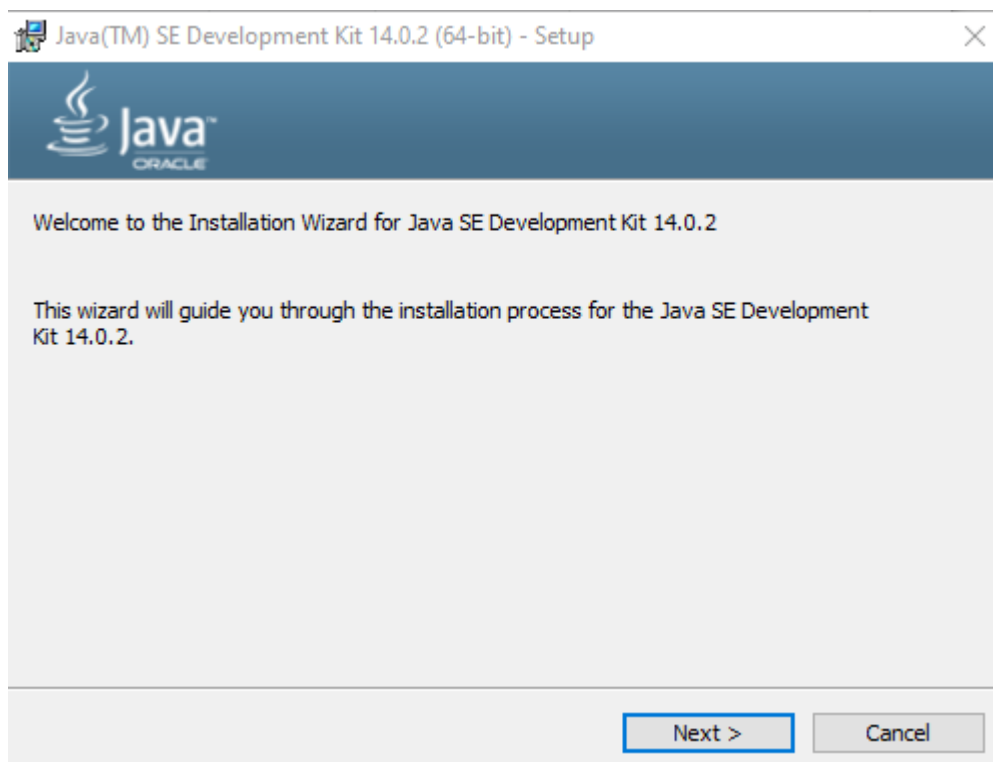 Java(TM) SE Development Kit 14.0.2 (64-bit) - Setup
Java™
ORACLE
Welcome to the Installation Wizard for Java SE Development Kit 14.0.2
This wizard will guide you through the installation process for the Java SE Development
Kit 14.0.2.
Next >
Cancel